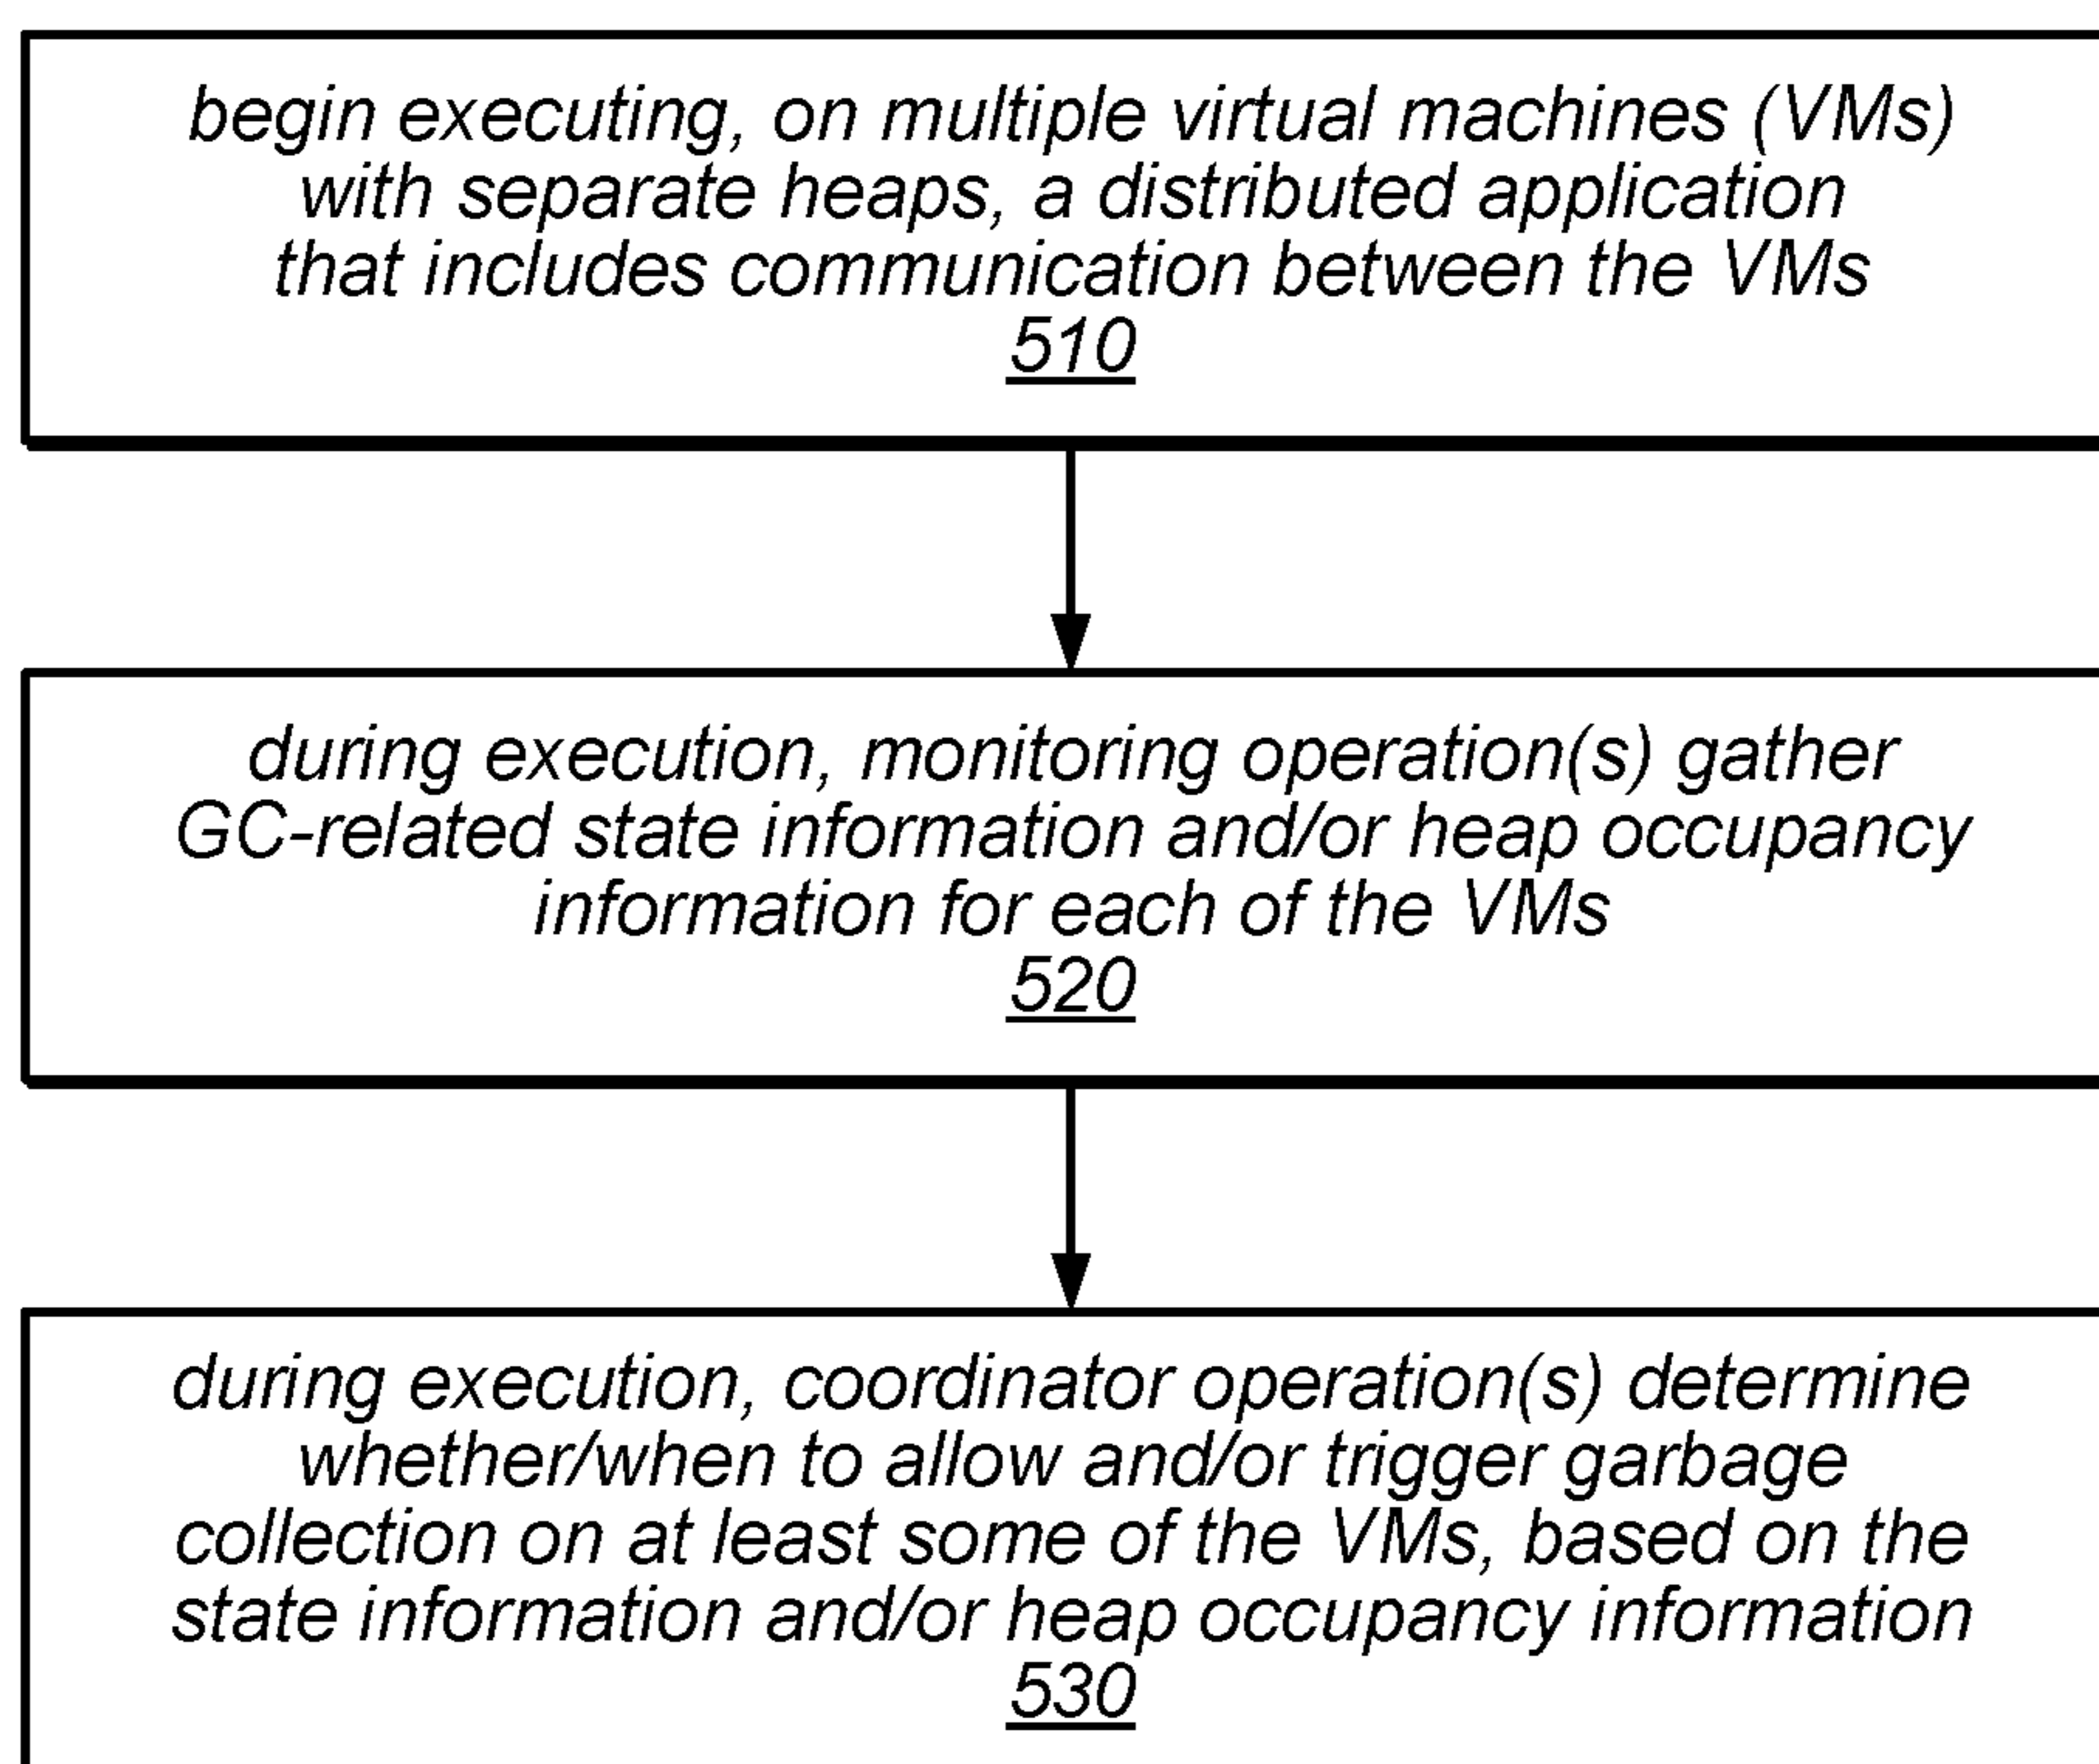 begin executing, on multiple virtual machines (VMs)
with separate heaps, a distributed application
that includes communication between the VMs
510
during execution, monitoring operation(s) gather
GC-related state information and/or heap occupancy
information for each of the VMs
520
during execution, coordinator operation(s) determine
whether/when to allow and/or trigger garbage
collection on at least some of the VMs, based on the
state information and/or heap occupancy information
530